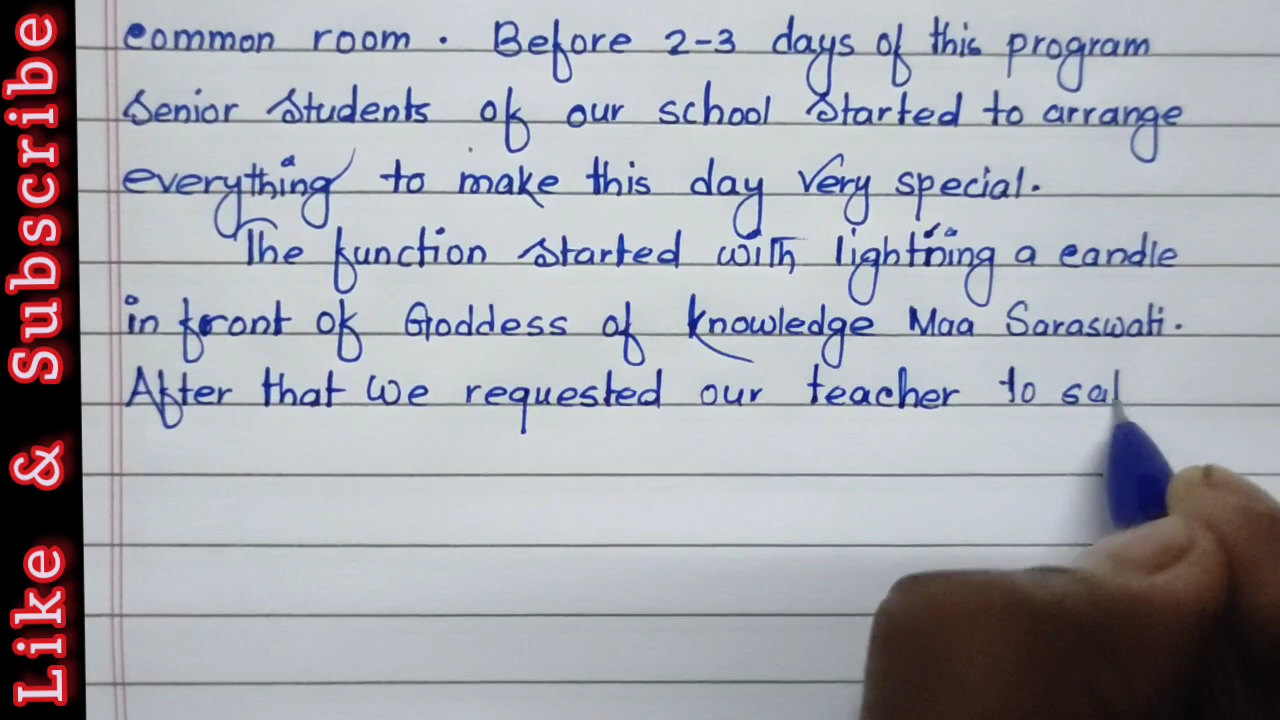 Like & Subscribe
common room. Before 2-3 days of this program
Senior Students of our school Started to arrange
everything to make this day very special.
The function started with lightning a candle
in front of Goddess of Knowledge Maa Saraswati.
After that we requested our teacher to sal